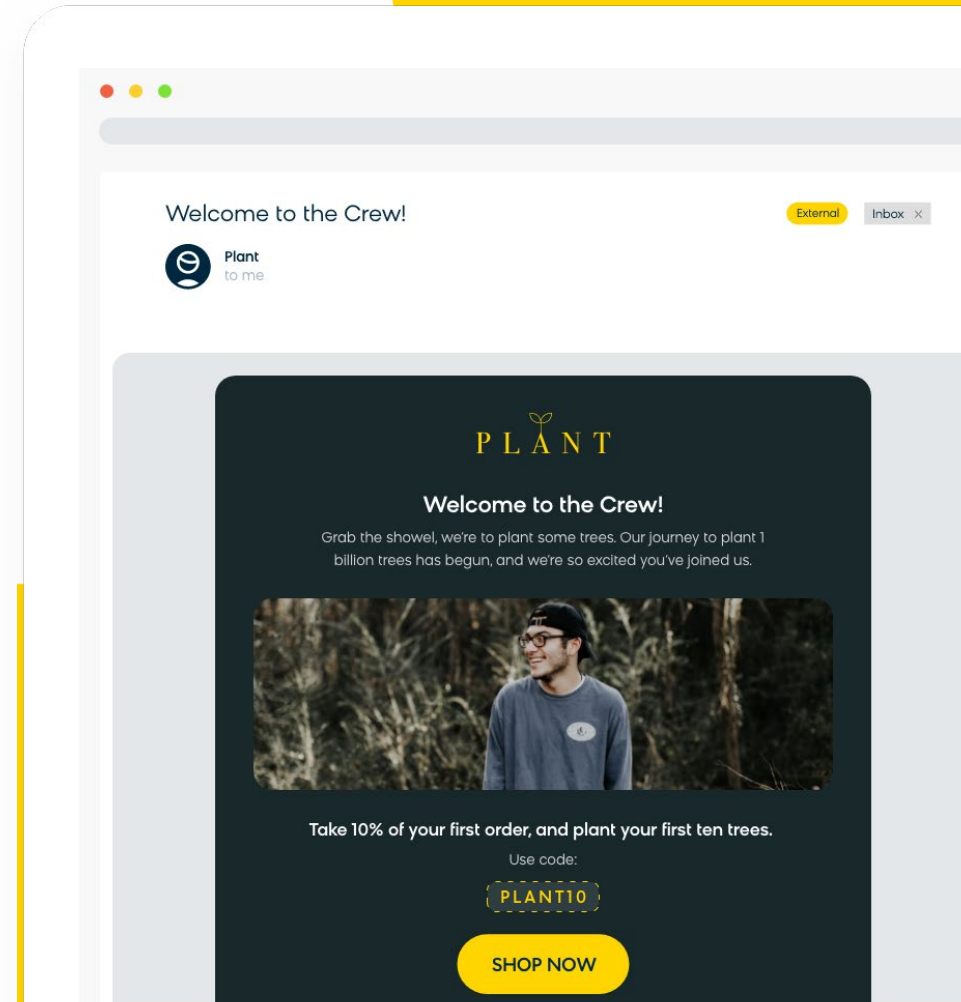 Welcome to the Crew!
External
Inbox ×
Plant
to me
PLANT
Welcome to the Crew!
Grab the showel, we're to plant some trees. Our journey to plant 1
billion trees has begun, and we're so excited you've joined us.
Take 10% of your first order, and plant your first ten trees.
Use code:
PLANT10
SHOP NOW